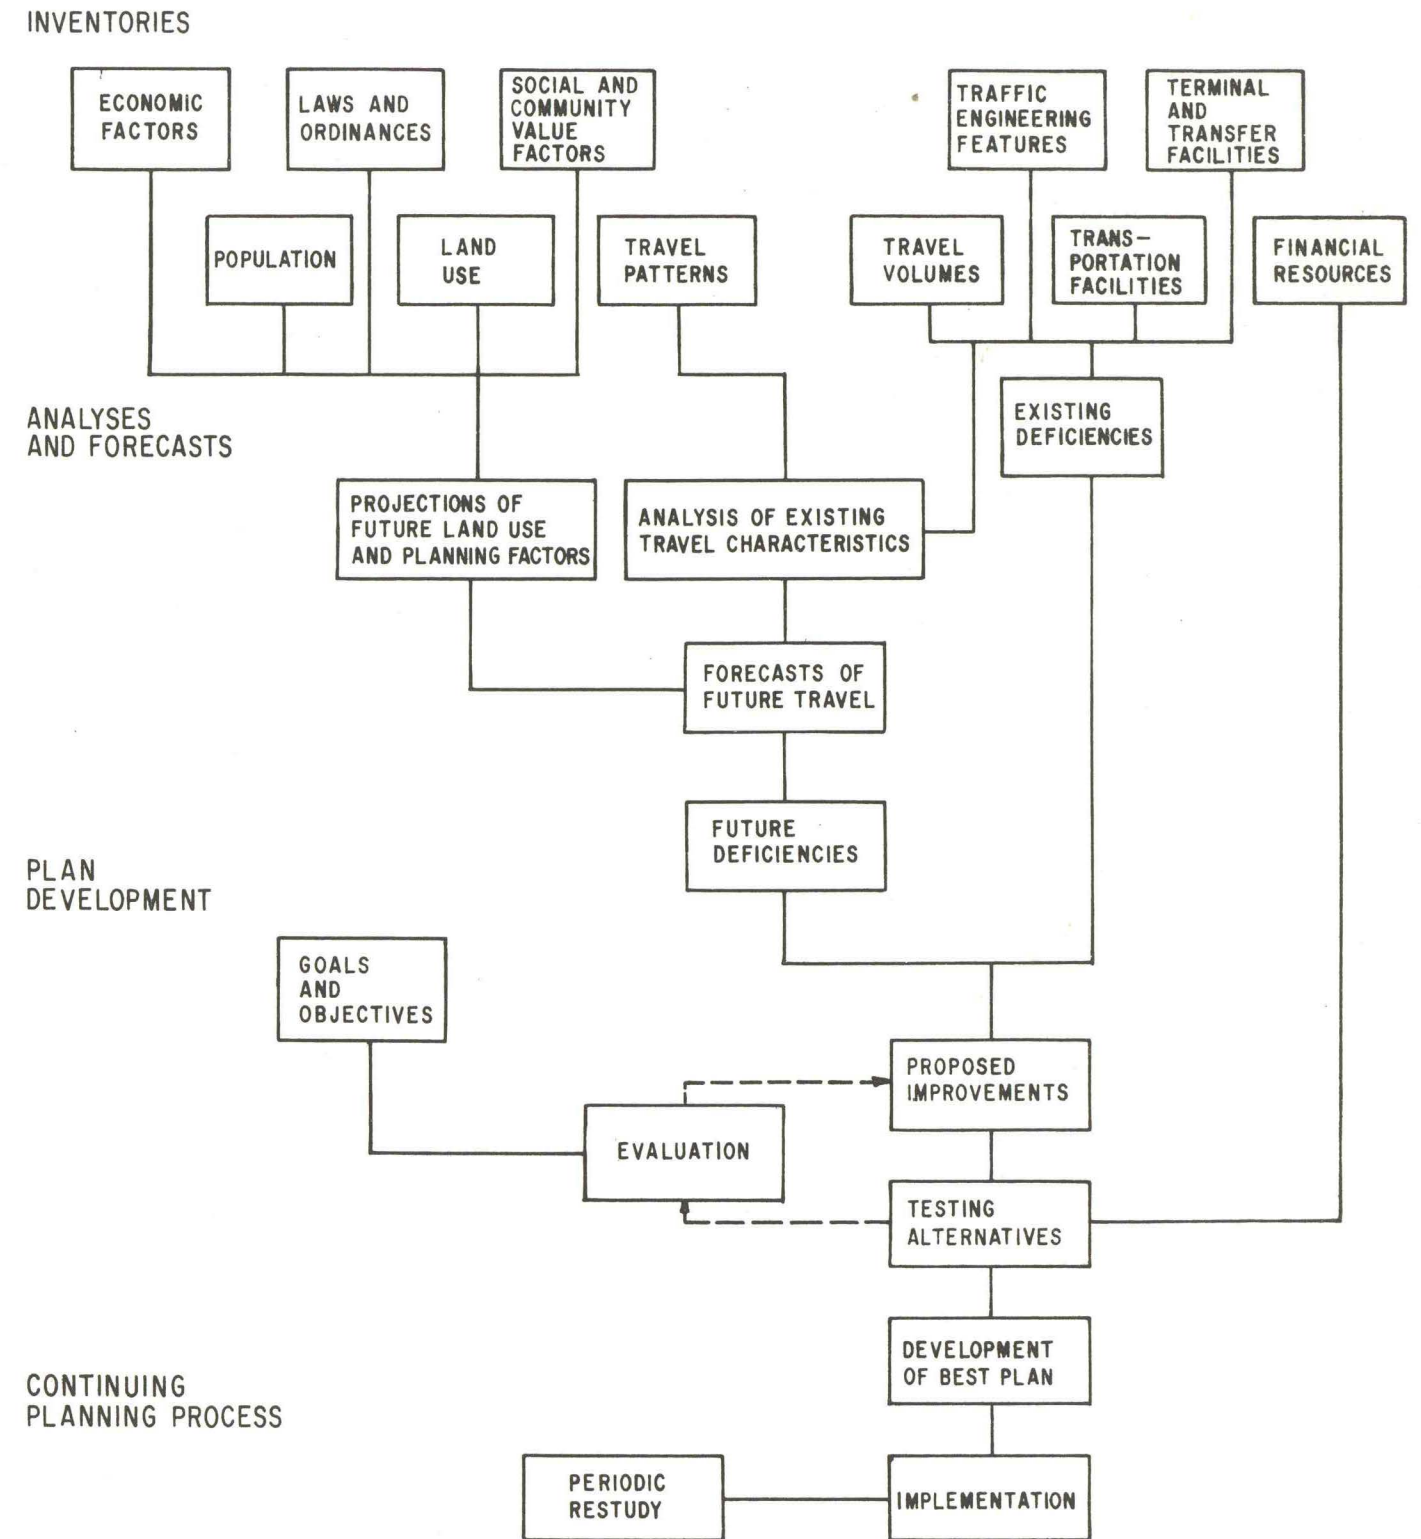 INVENTORIES
ECONOMIC
FACTORS
LAWS AND
ORDINANCES
SOCIAL AND
COMMUNITY
VALUE
FACTORS
TRAFFIC
ENGINEERING
FEATURES
TERMINAL
AND
TRANSFER
FACILITIES
POPULATION
LAND
USE
TRAVEL
PATTERNS
TRAVEL
VOLUMES
TRANS-
PORTATION
FACILITIES
FINANCIAL
RESOURCES
ANALYSES
AND FORECASTS
EXISTING
DEFICIENCIES
PROJECTIONS OF
FUTURE LAND USE
AND PLANNING FACTORS
ANALYSIS OF EXISTING
TRAVEL CHARACTERISTICS
FORECASTS OF
FUTURE TRAVEL
FUTURE
DEFICIENCIES
PLAN
DEVELOPMENT
GOALS
AND
OBJECTIVES
PROPOSED
IMPROVEMENTS
EVALUATION
TESTING
ALTERNATIVES
DEVELOPMENT
OF BEST PLAN
CONTINUING
PLANNING PROCESS
PERIODIC
RESTUDY
IMPLEMENTATION